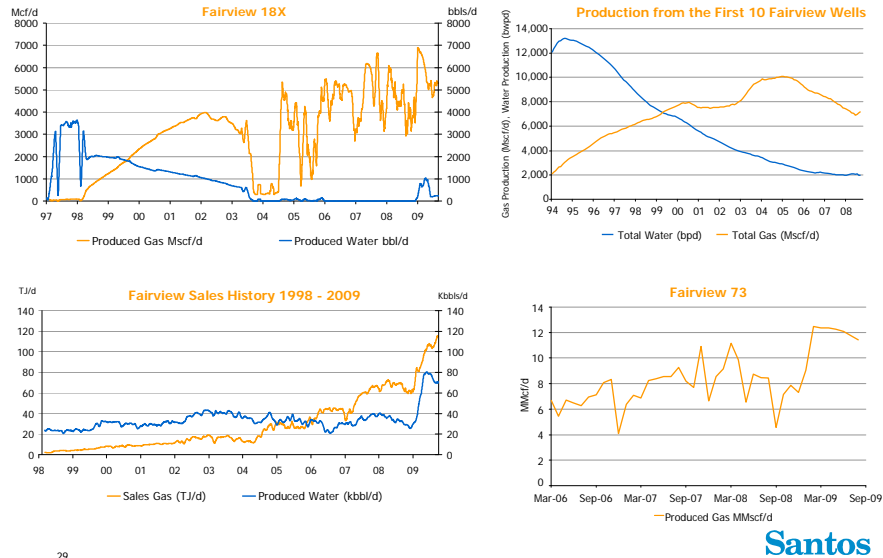 Fairview 18X
Mcf/d
bbls/d
8000
7000
6000
5000
4000
3000
2000
1000
0
8000
7000
6000
5000
4000
3000
2000
1000
0
97 98 99 00 01 02 03 04 05 06 07 08 09
Produced Gas Mscf/d Produced Water bbl/d
Production from the First 10 Fairview Wells
Gas Production (Mscf/d), Water Production (bwpd)
14,000
12,000
10,000
8,000
6,000
4,000
2,000
0
94 95 96 97 98 99 00 01 02 03 04 05 06 07 08
Total Water (bpd) Total Gas (Mscf/d)
Fairview Sales History 1998 - 2009
TJ/d
Kbbls/d
140
120
100
80
60
40
20
0
140
120
100
80
60
40
20
0
98 99 00 01 02 03 04 05 06 07 08 09
Sales Gas (TJ/d) Produced Water (kbbl/d)
Fairview 73
MMcf/d
14
12
10
8
6
4
2
0
Mar-06 Sep-06 Mar-07 Sep-07 Mar-08 Sep-08 Mar-09 Sep-09
Produced Gas MMscf/d
29
Santos